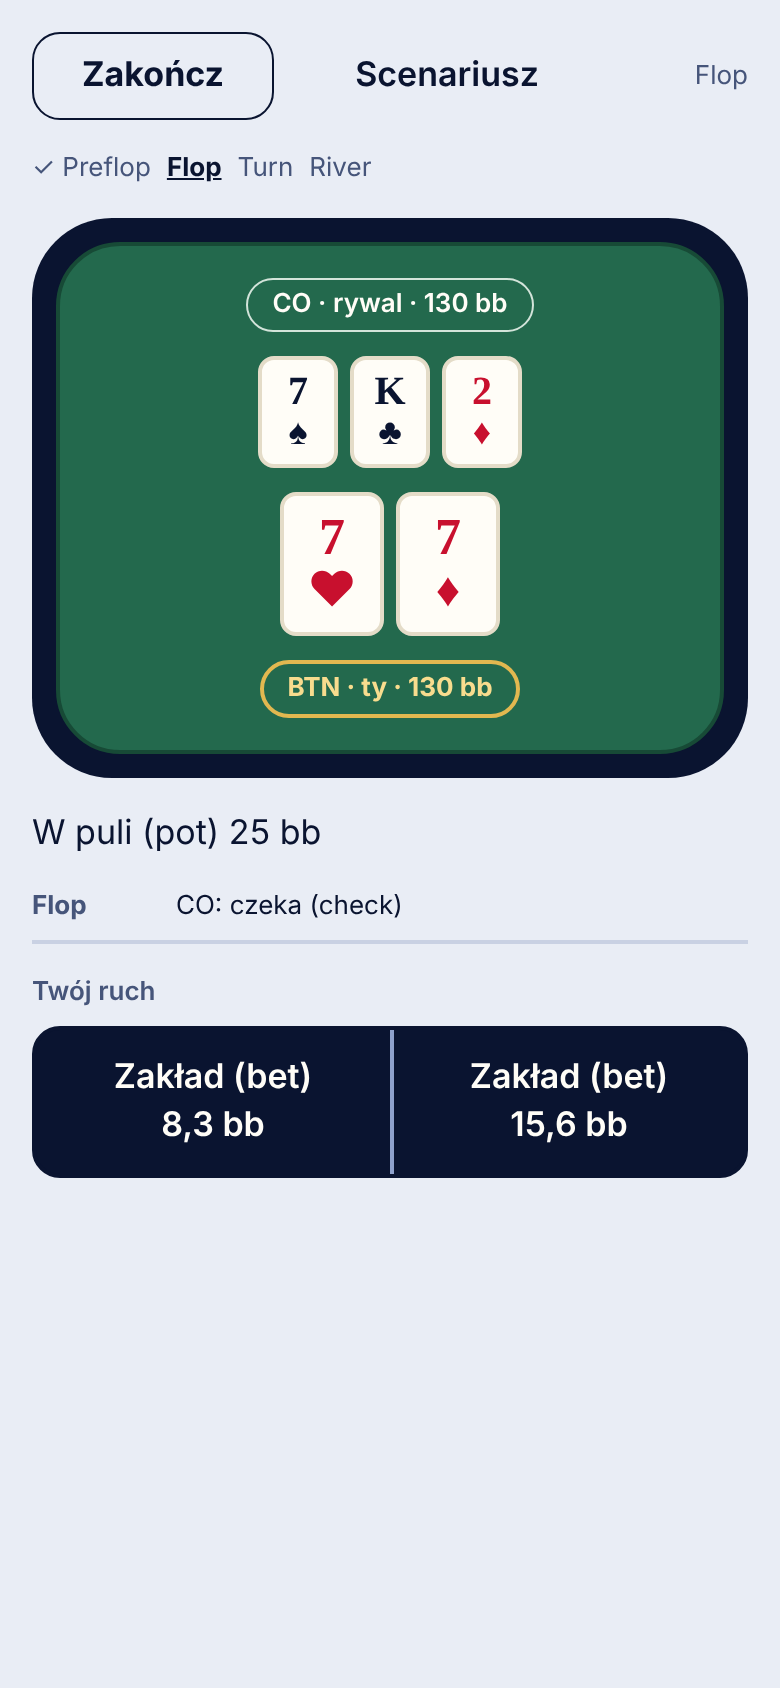 Zakończ Scenariusz Flop
✓ Preflop Flop Turn River
CO · rywal · 130 bb
7 K 2
♠ ♣ ♦
7 7
♥ ♦
BTN · ty · 130 bb
W puli (pot) 25 bb
Flop CO: czeka (check)
Twój ruch
Zakład (bet) Zakład (bet)
8,3 bb 15,6 bb